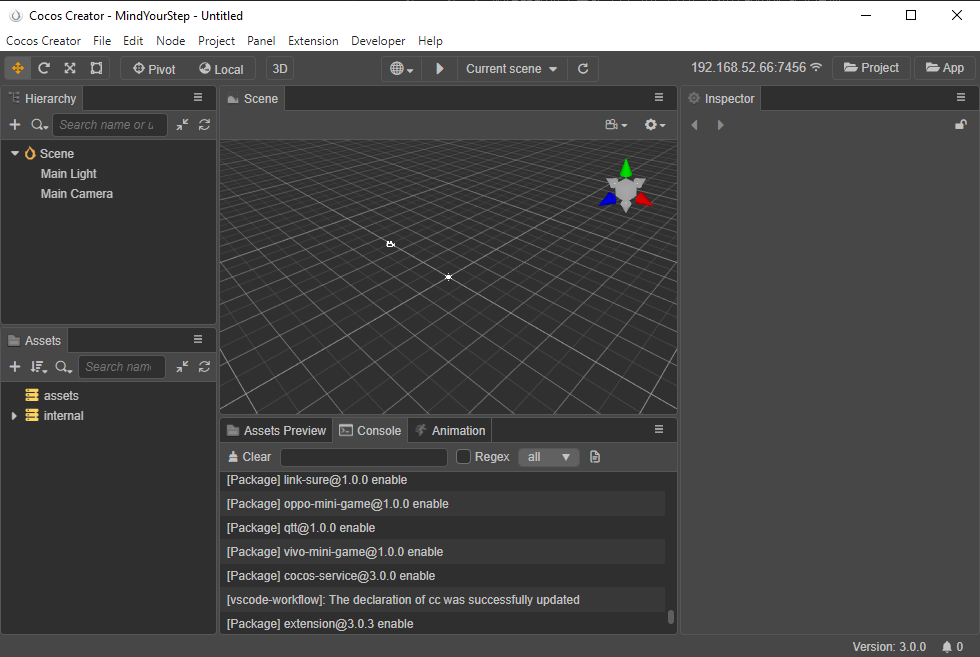 Cocos Creator - MindYourStep - Untitled
Cocos Creator File Edit Node Project Panel Extension Developer Help
Pivot Local 3D Current scene 192.168.52.66:7456 Project App
Hierarchy
Search name or u
Scene
Main Light
Main Camera
Assets
Search name
assets
internal
Scene
Assets Preview Console Animation
Clear Regex all
[Package] link-sure@1.0.0 enable
[Package] oppo-mini-game@1.0.0 enable
[Package] qtt@1.0.0 enable
[Package] vivo-mini-game@1.0.0 enable
[Package] cocos-service@3.0.0 enable
[vscode-workflow]: The declaration of cc was successfully updated
[Package] extension@3.0.3 enable
Inspector
Version: 3.0.0 0